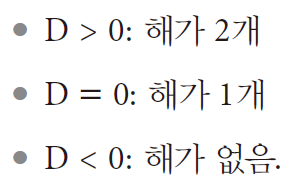 • D > 0: 해가 2개
• D = 0: 해가 1개
• D < 0: 해가 없음.